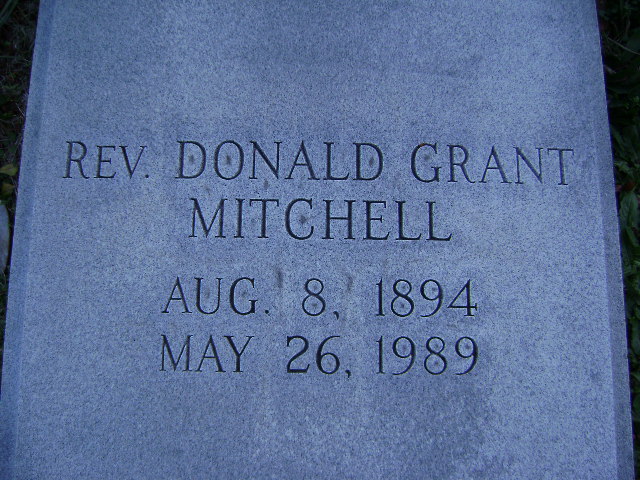 REV. DONALD GRANT
MITCHELL
AUG. 8, 1894
MAY 26, 1989